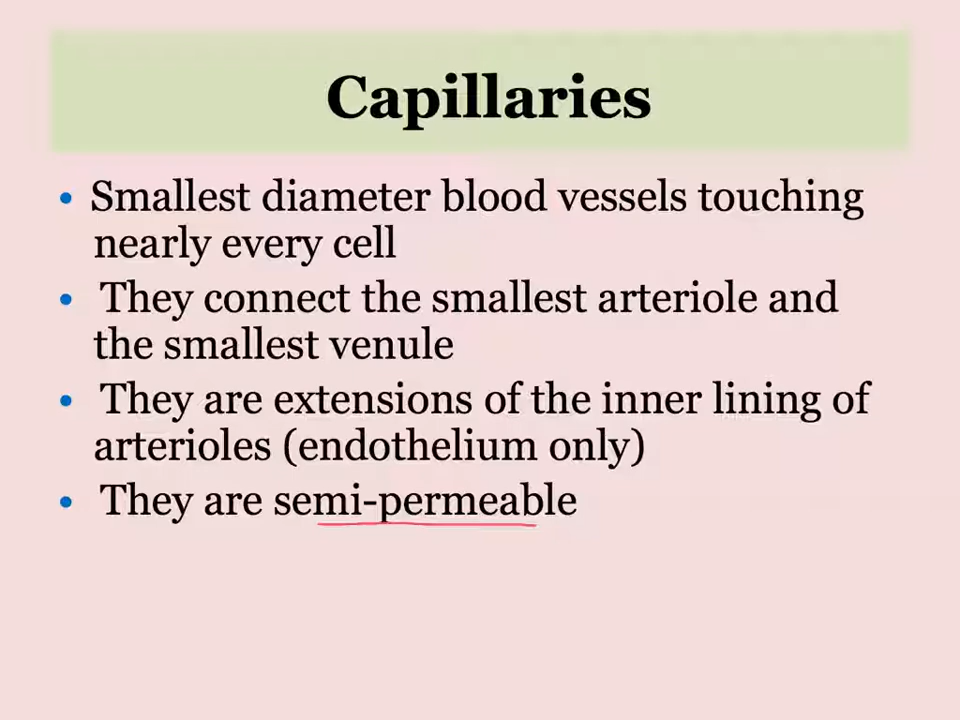 Capillaries
• Smallest diameter blood vessels touching
nearly every cell
• They connect the smallest arteriole and
the smallest venule
• They are extensions of the inner lining of
arterioles (endothelium only)
• They are semi-permeable